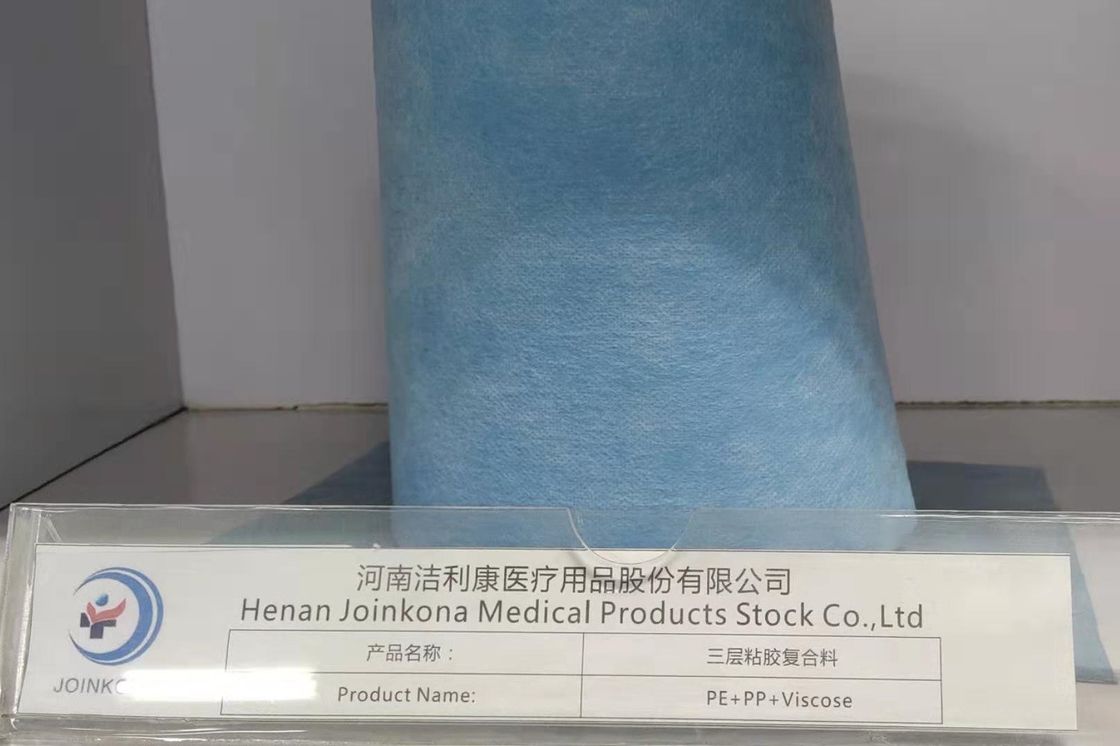 河南洁利康医疗用品股份有限公司
Henan Joinkona Medical Products Stock Co.,Ltd
产品名称：
三层粘胶复合料
Product Name:
PE+PP+Viscose